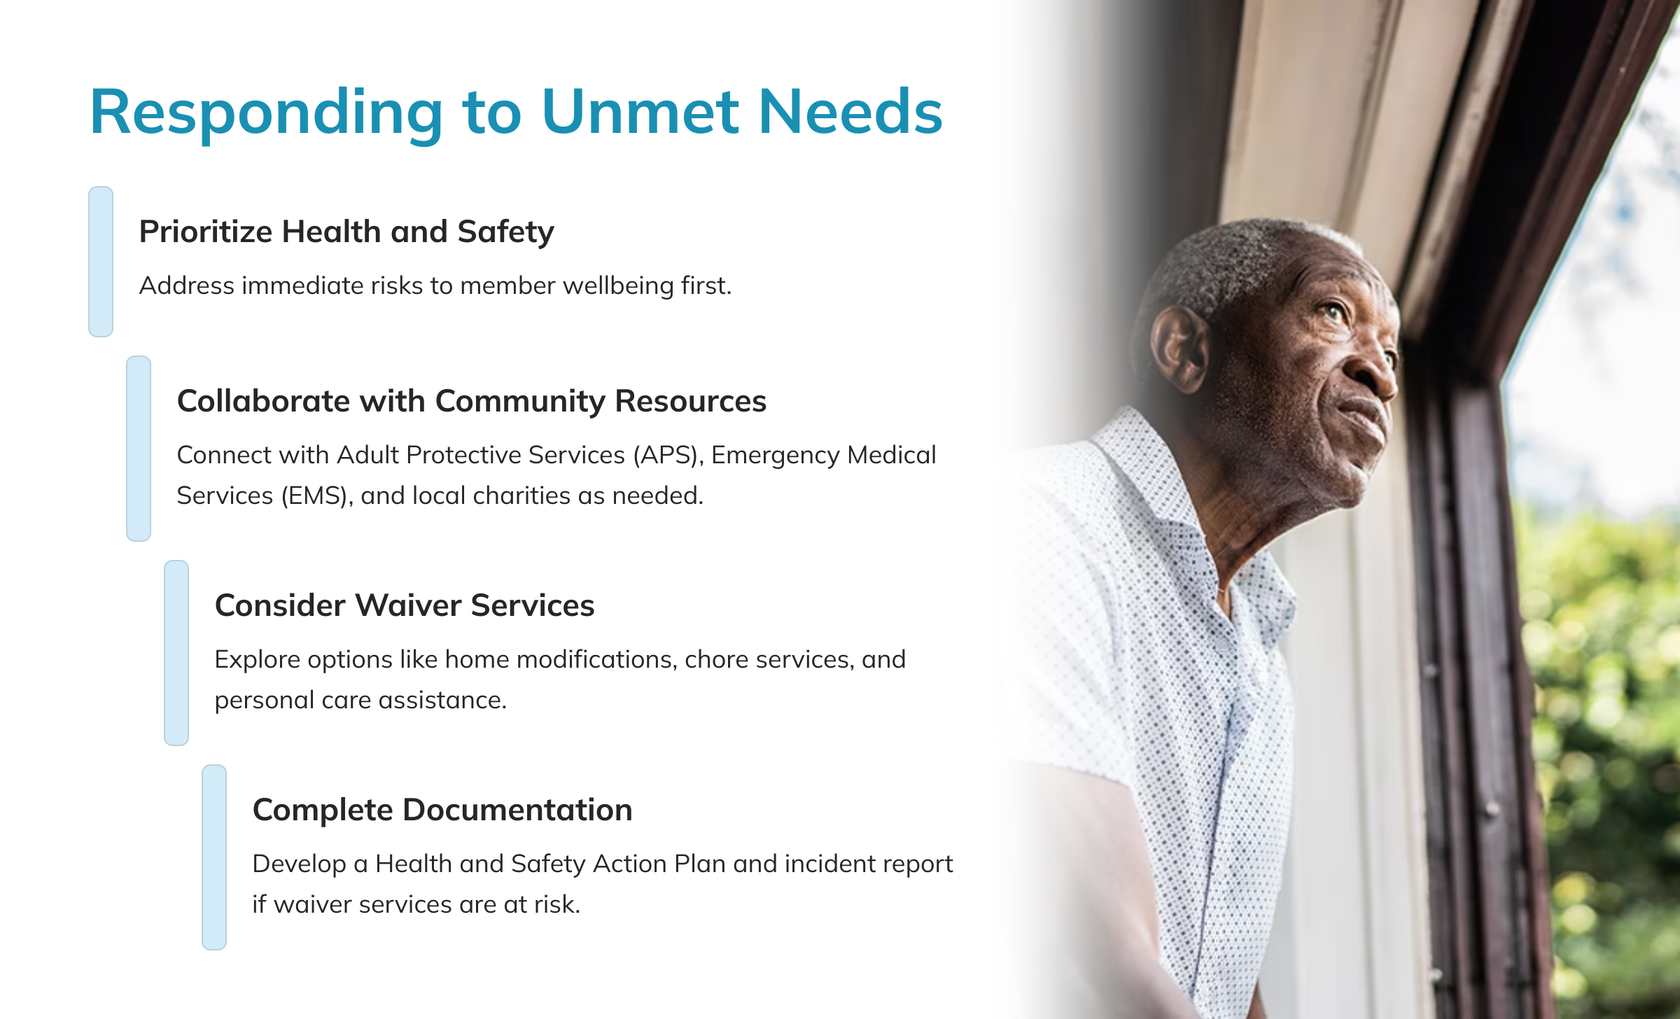 Responding to Unmet Needs
Prioritize Health and Safety
Address immediate risks to member wellbeing first.
Collaborate with Community Resources
Connect with Adult Protective Services (APS), Emergency Medical
Services (EMS), and local charities as needed.
Consider Waiver Services
Explore options like home modifications, chore services, and
personal care assistance.
Complete Documentation
Develop a Health and Safety Action Plan and incident report
if waiver services are at risk.